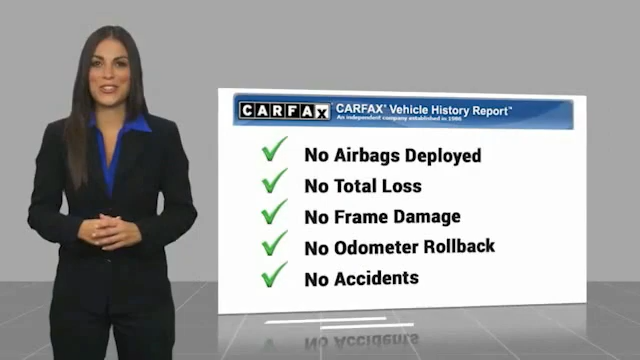 CARFAX CARFAX® Vehicle History Report™
An independent company established in 1986
No Airbags Deployed
No Total Loss
No Frame Damage
No Odometer Rollback
No Accidents